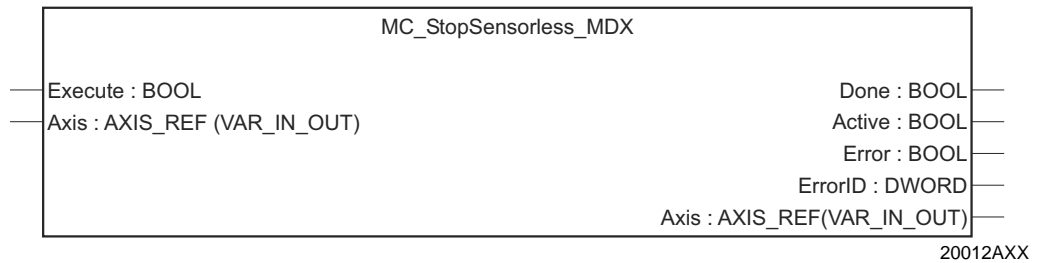 MC_StopSensorless_MDX
Execute : BOOL
Done : BOOL
Axis : AXIS_REF (VAR_IN_OUT)
Active : BOOL
Error : BOOL
ErrorID : DWORD
Axis : AXIS_REF(VAR_IN_OUT)
20012AXX